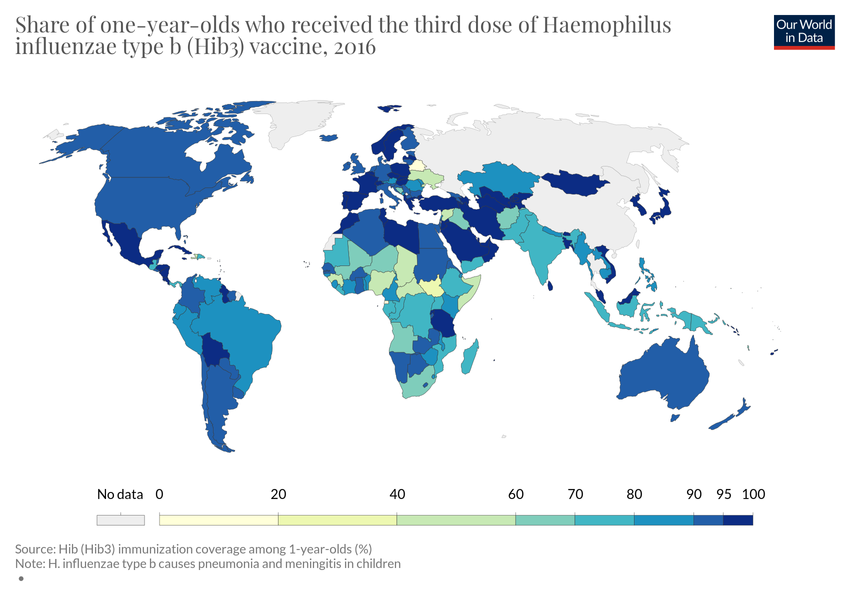 Share of one-year-olds who received the third dose of Haemophilus
influenzae type b (Hib3) vaccine, 2016
Our World
in Data
No data 0 20 40 60 70 80 90 95 100
Source: Hib (Hib3) immunization coverage among 1-year-olds (%)
Note: H. influenzae type b causes pneumonia and meningitis in children